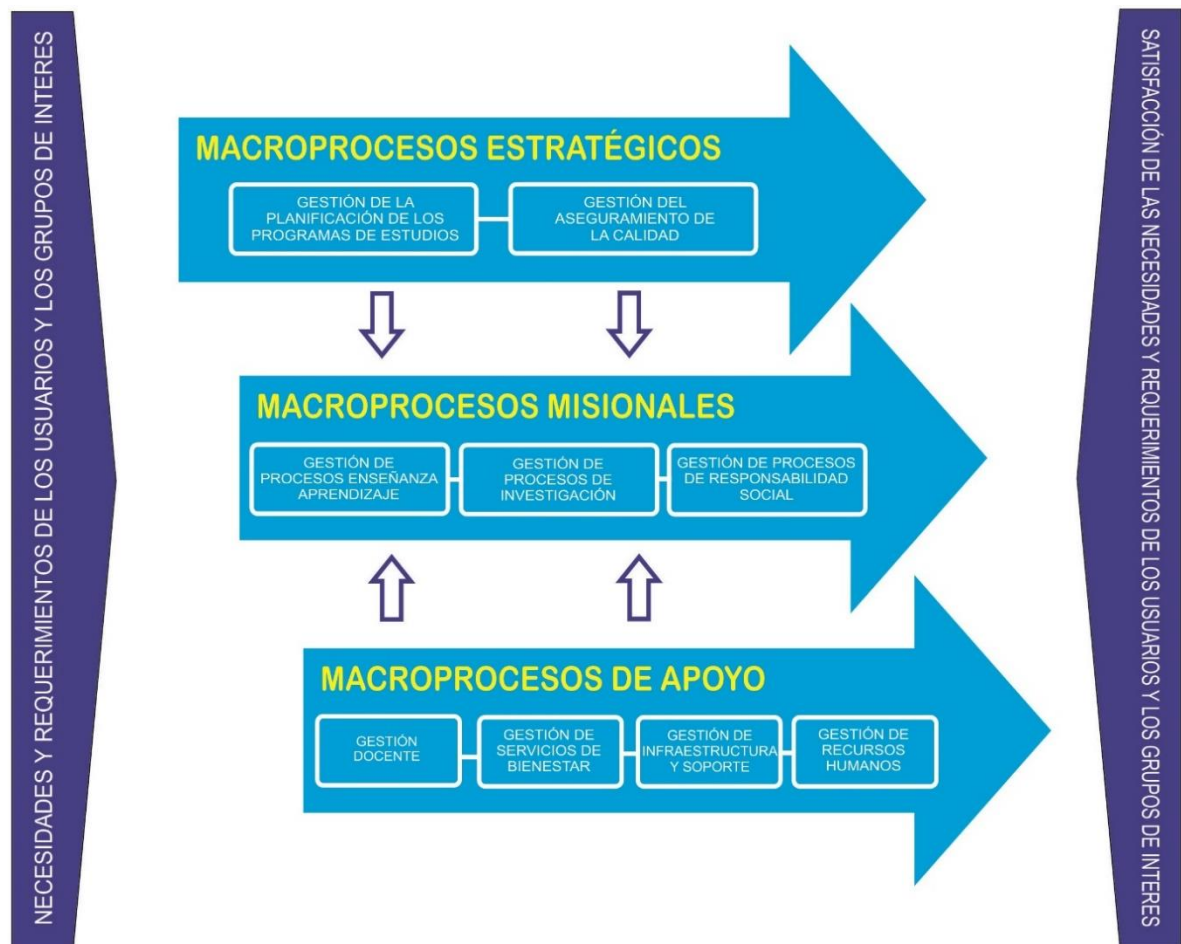 NECESIDADES Y REQUERIMIENTOS DE LOS USUARIOS Y LOS GRUPOS DE INTERES
MACROPROCESOS ESTRATÉGICOS
GESTIÓN DE LA
PLANIFICACIÓN DE LOS
PROGRAMAS DE ESTUDIOS
GESTIÓN DEL
ASEGURAMIENTO DE
LA CALIDAD
MACROPROCESOS MISIONALES
GESTIÓN DE
PROCESOS ENSEÑANZA
APRENDIZAJE
GESTIÓN DE
PROCESOS DE
INVESTIGACIÓN
GESTIÓN DE PROCESOS
DE RESPONSABILIDAD
SOCIAL
MACROPROCESOS DE APOYO
GESTIÓN
DOCENTE
GESTIÓN DE
SERVICIOS DE
BIENESTAR
GESTIÓN DE
INFRAESTRUCTURA
Y SOPORTE
GESTIÓN DE
RECURSOS
HUMANOS
SATISFACCIÓN DE LAS NECESIDADES Y REQUERIMIENTOS DE LOS USUARIOS Y LOS GRUPOS DE INTERES